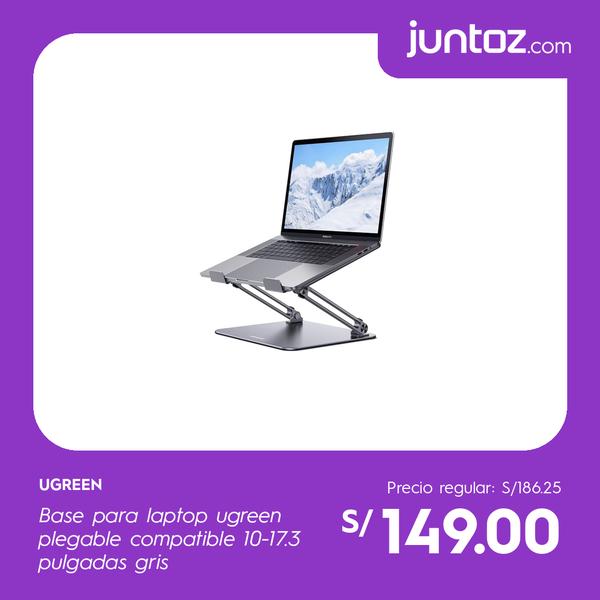 juntoz.com
UGREEN
Base para laptop ugreen
plegable compatible 10-17.3
pulgadas gris
Precio regular: S/186.25
S/149.00